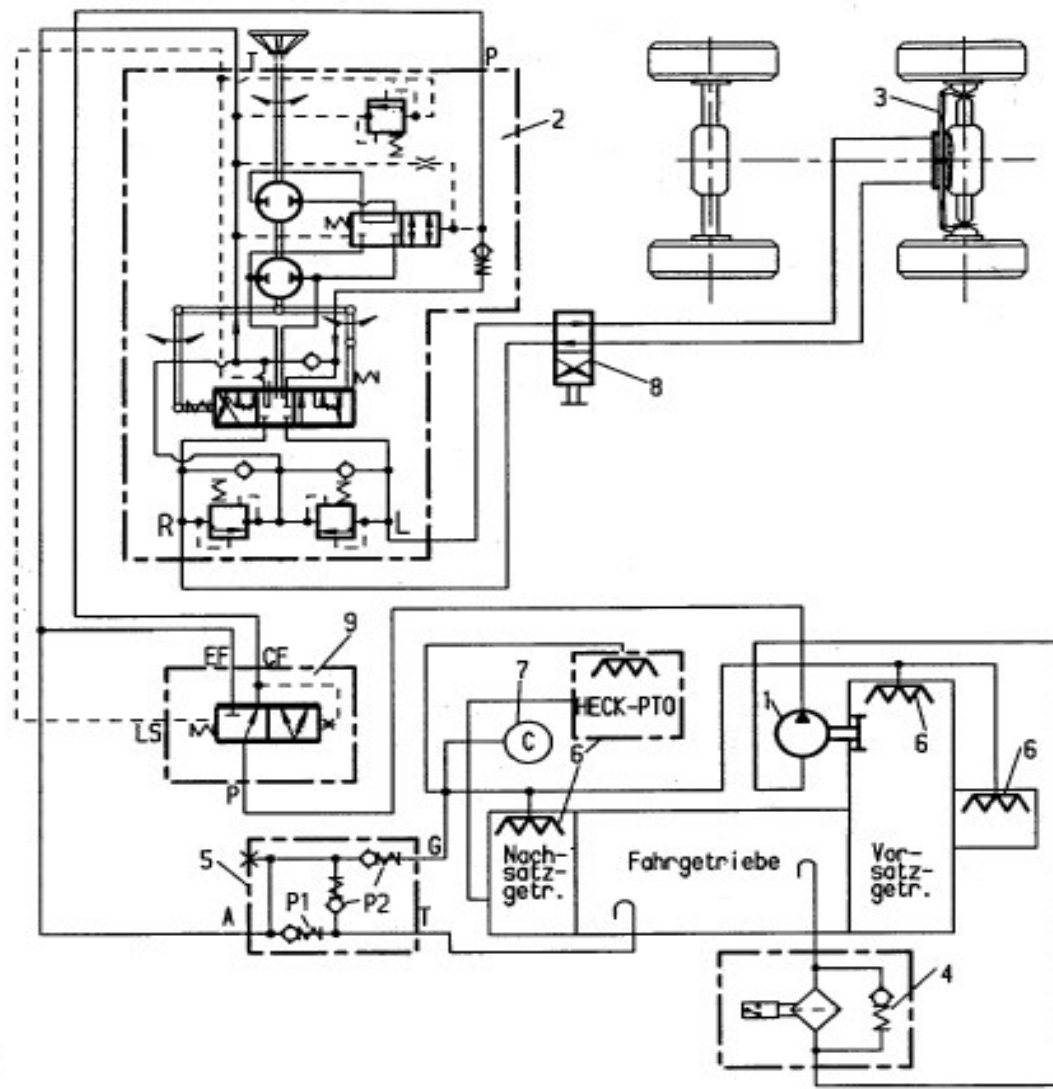 T
P
2
3
8
R
L
9
EF
CF
LS
P
7
C
HECK-PTO
6
1
6
6
5
G
P1
P2
A
T
Nach-
satz-
getr.
Fahrgetriebe
Vor-
satz-
getr.
4